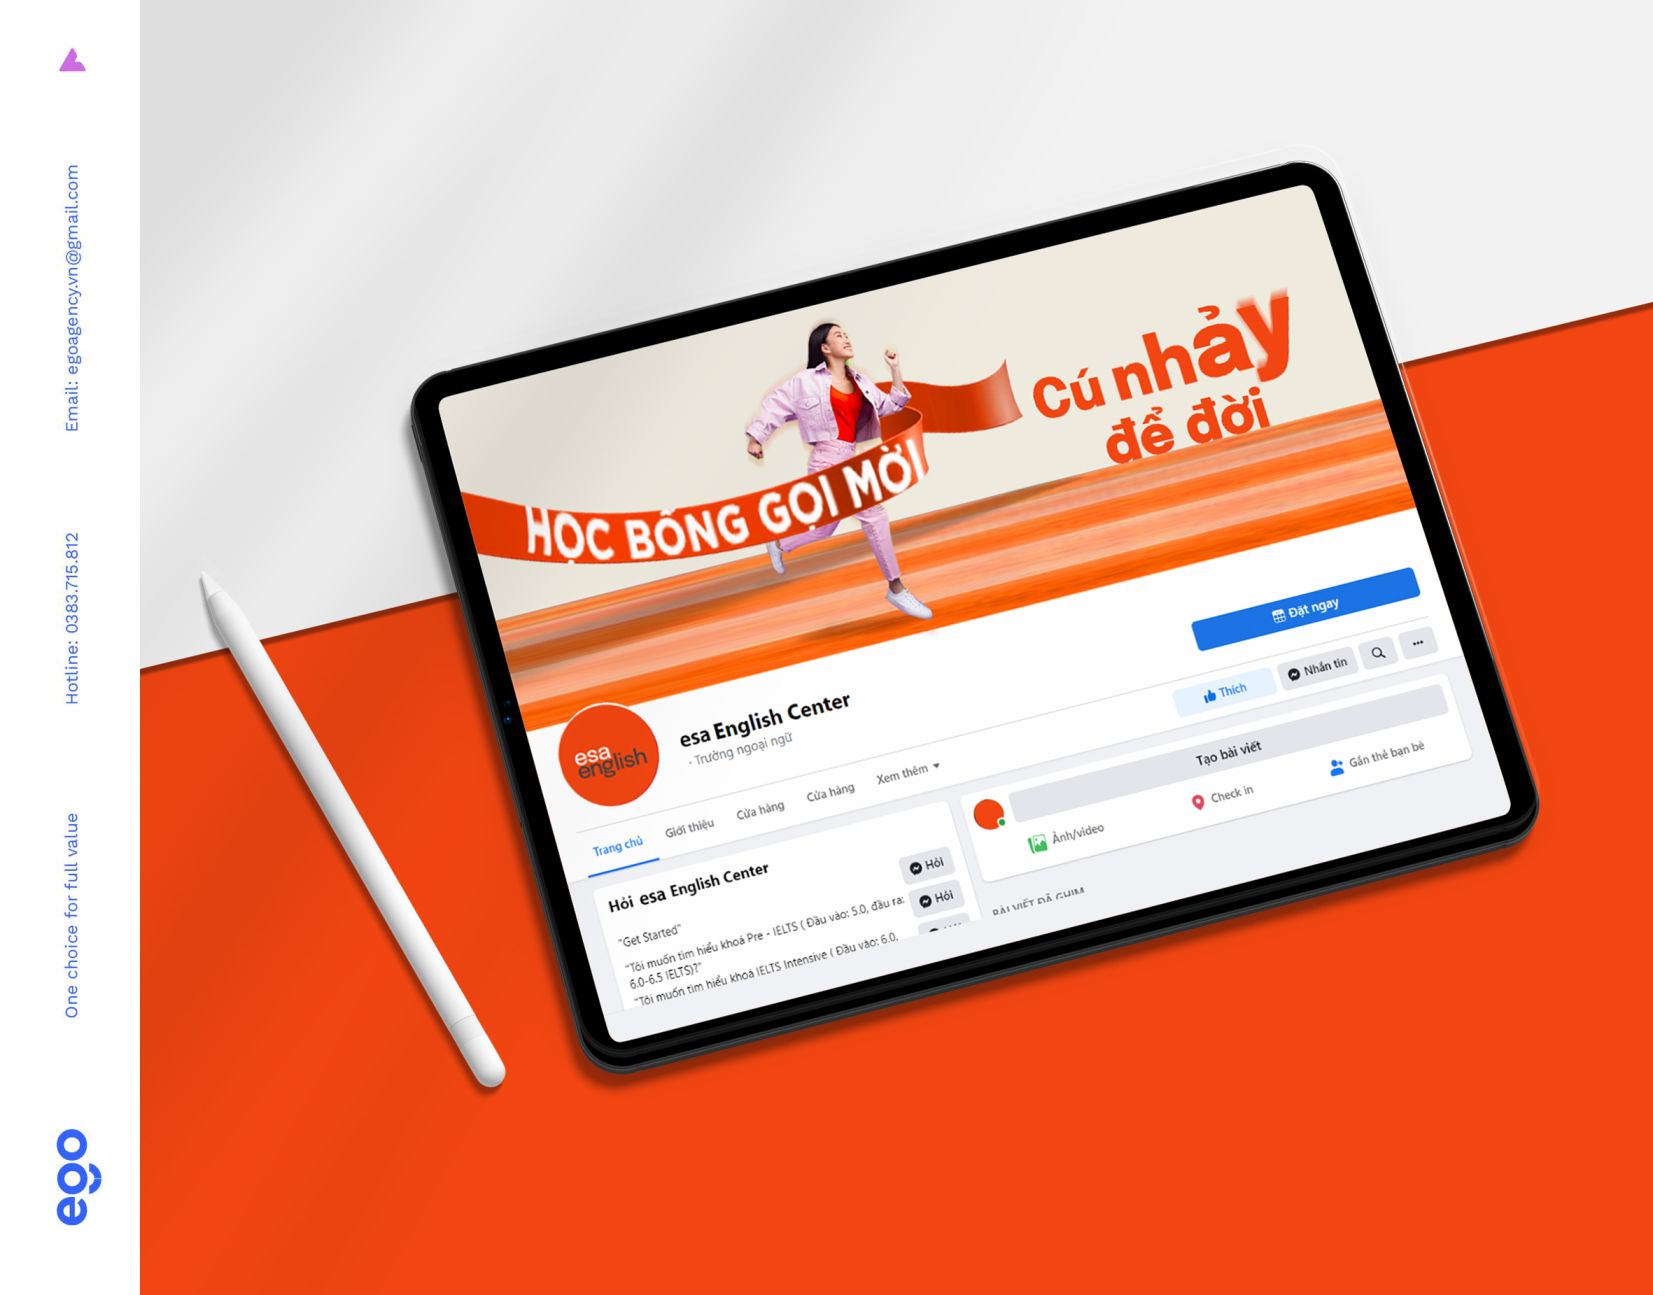 Email: egoagency.vn@gmail.com
Hotline: 0383.715.812
One choice for full value
ego
Cú nhảy
để đời
HỌC BỔNG GỌI MỜI
Đặt ngay
esa
english
esa English Center
· Trường ngoại ngữ
Thích
Nhắn tin
Trang chủ
Giới thiệu
Cửa hàng
Cửa hàng
Xem thêm
Hỏi esa English Center
"Get Started"
Hỏi
"Tôi muốn tìm hiểu khoá Pre - IELTS ( Đầu vào: 5.0, đầu ra:
6.0-6.5 IELTS)?"
Hỏi
"Tôi muốn tìm hiểu khoá IELTS Intensive ( Đầu vào: 6.0,
Tạo bài viết
Ảnh/video
Check in
Gắn thẻ bạn bè
BÀI VIẾT ĐÃ GHIM